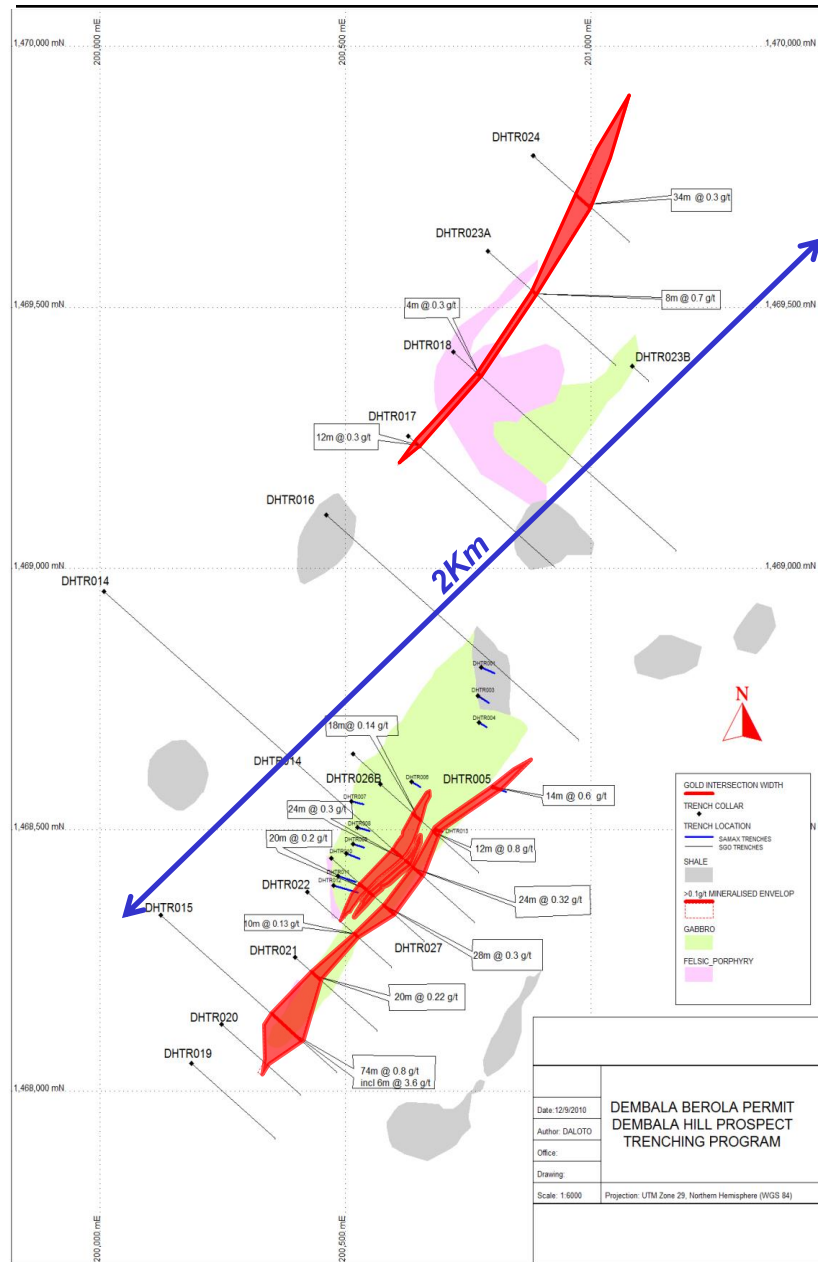 200,000 mE
200,500 mE
201,000 mE
1,470,000 mN
1,470,000 mN
DHTR024
34m @ 0.3 g/t
DHTR023A
8m @ 0.7 g/t
1,469,500 mN
1,469,500 mN
4m @ 0.3 g/t
DHTR018
DHTR023B
DHTR017
12m @ 0.3 g/t
DHTR016
2Km
1,469,000 mN
1,469,000 mN
DHTR014
DHTR001
DHTR003
DHTR004
N
18m@ 0.14 g/t
DHTR014
DHTR026B
DHTR006
DHTR005
14m @ 0.6 g/t
DHTR007
24m @ 0.3 g/t
1,468,500 mN
DHTR013
12m @ 0.8 g/t
20m @ 0.2 g/t
DHTR011
DHTR022
24m @ 0.32 g/t
DHTR015
10m @ 0.13 g/t
DHTR027
28m @ 0.3 g/t
DHTR021
20m @ 0.22 g/t
DHTR020
DHTR019
74m @ 0.8 g/t
incl 6m @ 3.6 g/t
1,468,000 mN
GOLD INTERSECTION WIDTH
TRENCH COLLAR
TRENCH LOCATION
SAMAX TRENCHES
SGO TRENCHES
SHALE
>0.1g/t MINERALISED ENVELOP
GABBRO
FELSIC_PORPHYRY
Date: 12/9/2010
Author: DALOTO
Office:
Drawing:
Scale: 1:6000
DEMBALA BEROLA PERMIT
DEMBALA HILL PROSPECT
TRENCHING PROGRAM
Projection: UTM Zone 29, Northern Hemisphere (WGS 84)
200,000 mE
200,500 mE